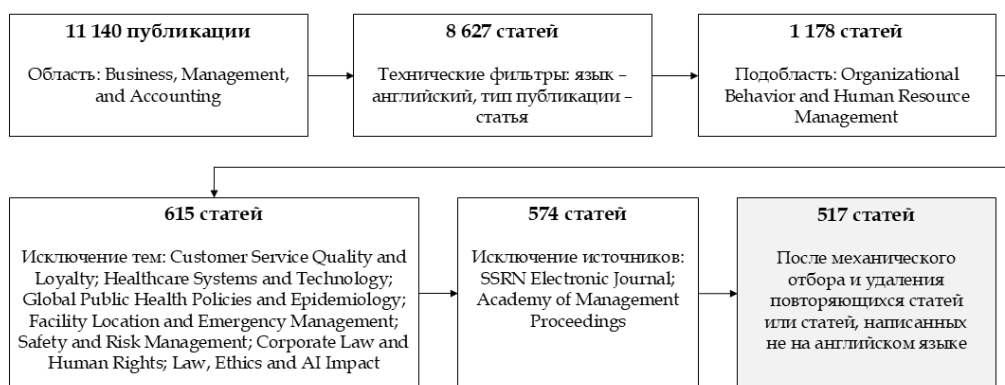 11 140 публикации
Область: Business, Management,
and Accounting
8 627 статей
Технические фильтры: язык –
английский, тип публикации –
статья
1 178 статей
Подобласть: Organizational
Behavior and Human Resource
Management
615 статей
Исключение тем: Customer Service Quality and
Loyalty; Healthcare Systems and Technology;
Global Public Health Policies and Epidemiology;
Facility Location and Emergency Management;
Safety and Risk Management; Corporate Law and
Human Rights; Law, Ethics and AI Impact
574 статей
Исключение источников:
SSRN Electronic Journal;
Academy of Management
Proceedings
517 статей
После механического
отбора и удаления
повторяющихся статей
или статей, написанных
не на английском языке